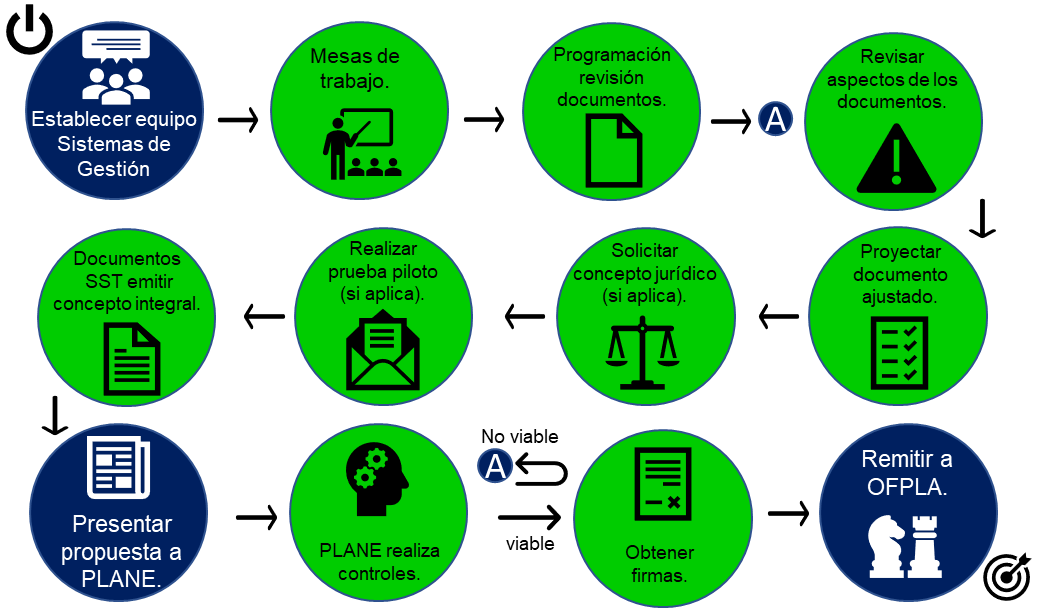 Establecer equipo
Sistemas de
Gestión
Mesas de
trabajo.
Programación
revisión
documentos.
A
Revisar
aspectos de los
documentos.
Proyectar
documento
ajustado.
Solicitar
concepto jurídico
(si aplica).
Realizar
prueba piloto
(si aplica).
Documentos
SST emitir
concepto integral.
Presentar
propuesta a
PLANE.
PLANE realiza
controles.
No viable
A
viable
Obtener
firmas.
Remitir a
OFPLA.